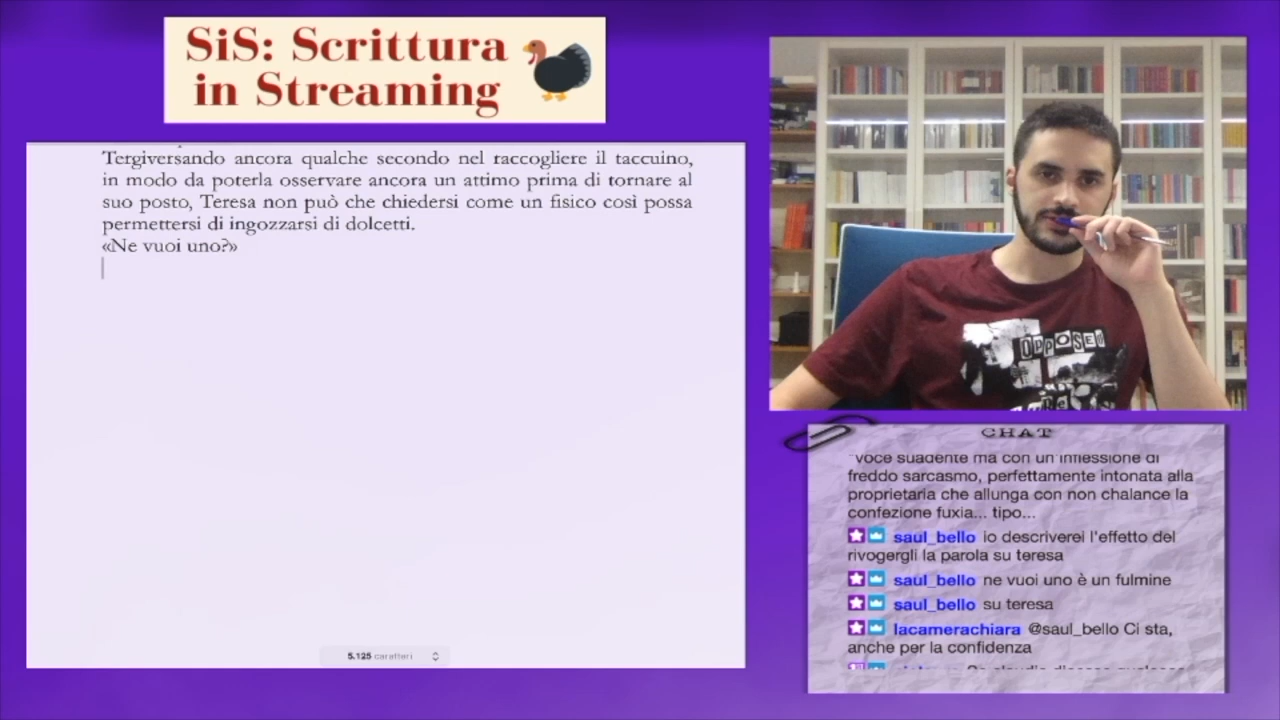 SiS: Scrittura
in Streaming
Tergiversando ancora qualche secondo nel raccogliere il taccuino,
in modo da poterla osservare ancora un attimo prima di tornare al
suo posto, Teresa non può che chiedersi come un fisico così possa
permettersi di ingozzarsi di dolcetti.
«Ne vuoi uno?»
5.125 caratteri
OPPOSED
CHAT
"voce suadente ma con un'inflessione di
freddo sarcasmo, perfettamente intonata alla
proprietaria che allunga con non chalance la
confezione fuxia... tipo...
saul_bello io descriverei l'effetto del
rivogergli la parola su teresa
saul_bello ne vuoi uno è un fulmine
saul_bello su teresa
lacamerachiara @saul_bello Ci sta,
anche per la confidenza